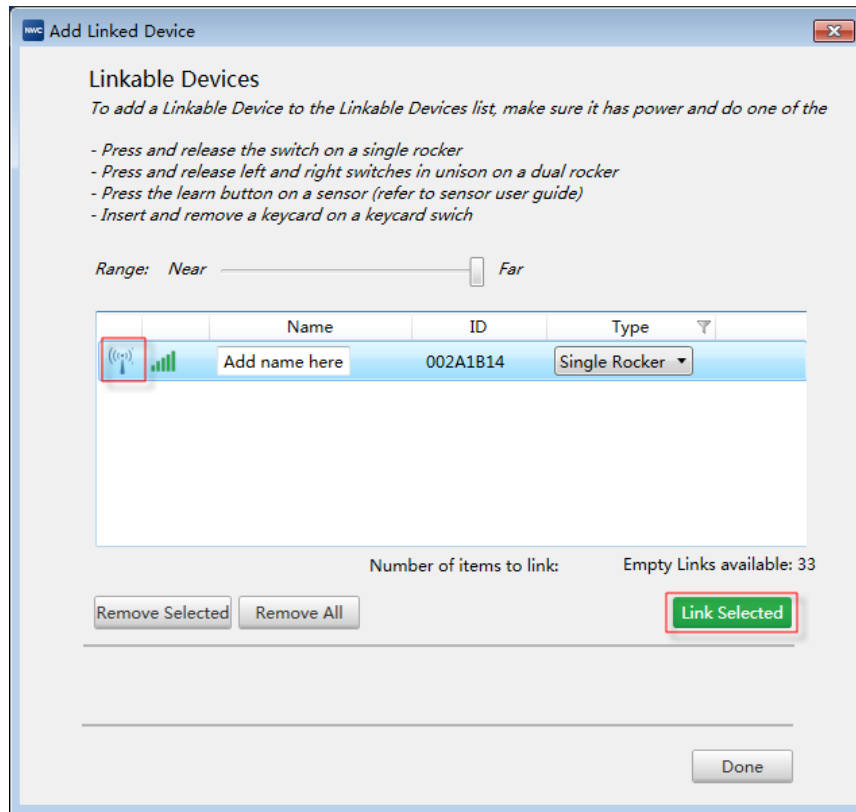 NWC Add Linked Device
Linkable Devices
To add a Linkable Device to the Linkable Devices list, make sure it has power and do one of the
- Press and release the switch on a single rocker
- Press and release left and right switches in unison on a dual rocker
- Press the learn button on a sensor (refer to sensor user guide)
- Insert and remove a keycard on a keycard swich
Range: Near Far
Name ID Type
Add name here 002A1B14 Single Rocker
Number of items to link: Empty Links available: 33
Remove Selected Remove All Link Selected
Done